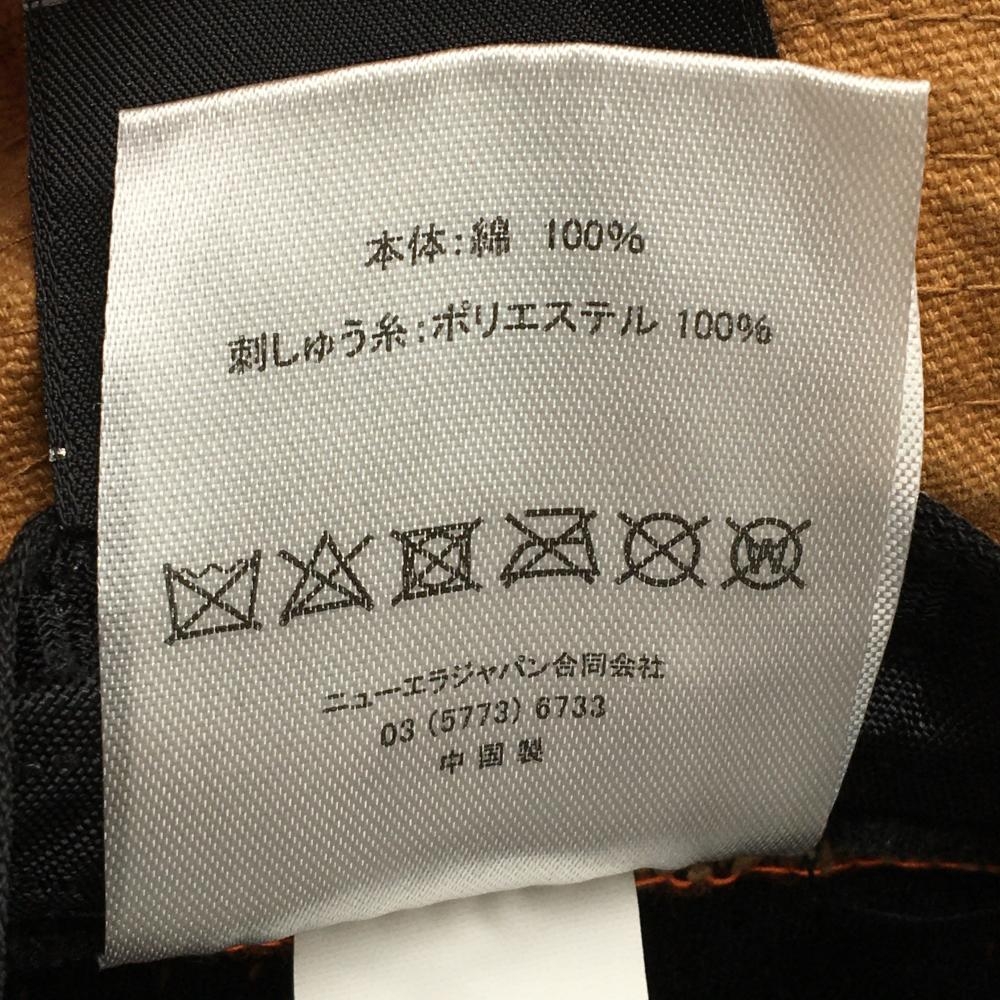 本体:綿 100%
刺しゅう糸:ポリエステル 100%
W
ニューエラジャパン合同会社
03 (5773) 6733
中国製